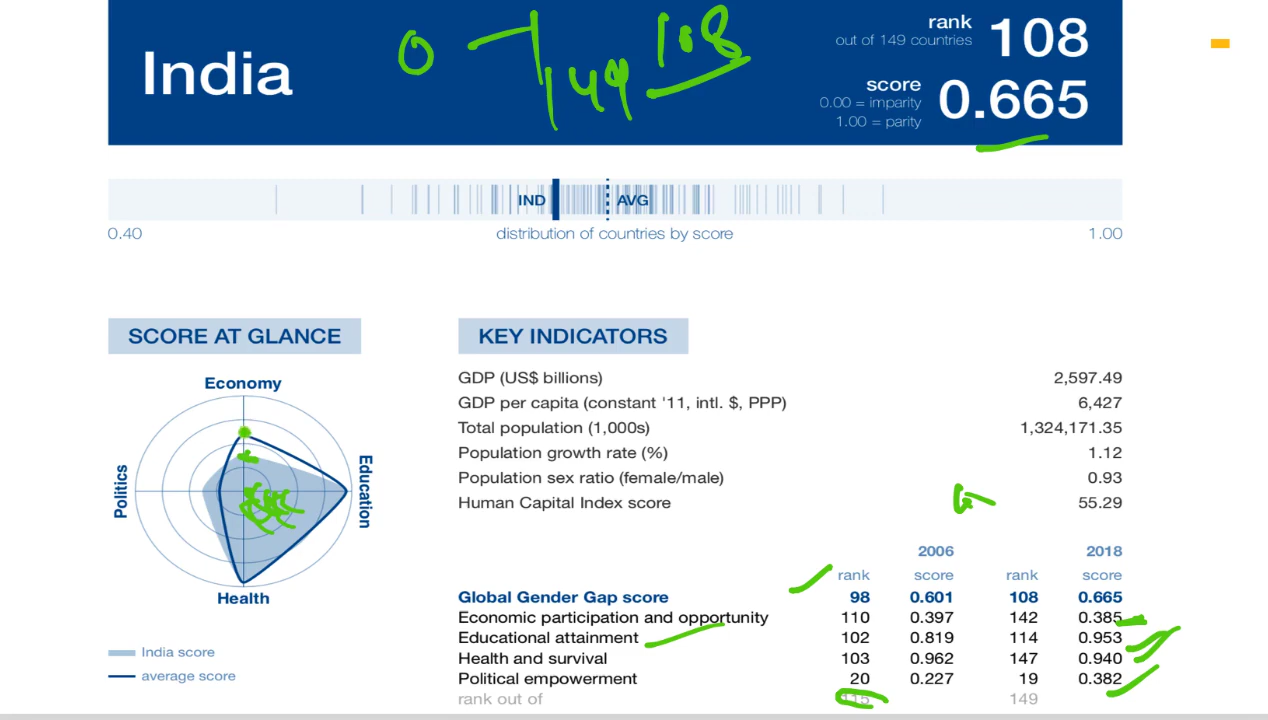 India
0 - 1/149 108
rank
out of 149 countries
108
score
0.00 = imparity
1.00 = parity
0.665
IND
AVG
0.40
distribution of countries by score
1.00
SCORE AT GLANCE
Economy
Politics
Education
Health
India score
average score
KEY INDICATORS
GDP (US$ billions) 2,597.49
GDP per capita (constant '11, intl. $, PPP) 6,427
Total population (1,000s) 1,324,171.35
Population growth rate (%) 1.12
Population sex ratio (female/male) 0.93
Human Capital Index score 55.29
2006 2018
rank score rank score
Global Gender Gap score 98 0.601 108 0.665
Economic participation and opportunity 110 0.397 142 0.385
Educational attainment 102 0.819 114 0.953
Health and survival 103 0.962 147 0.940
Political empowerment 20 0.227 19 0.382
rank out of 115 149